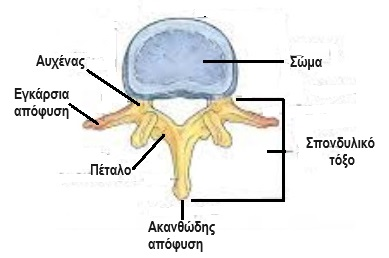 Αυχένας
Σώμα
Εγκάρσια
απόφυση
Πέταλο
Σπονδυλικό
τόξο
Ακανθώδης
απόφυση